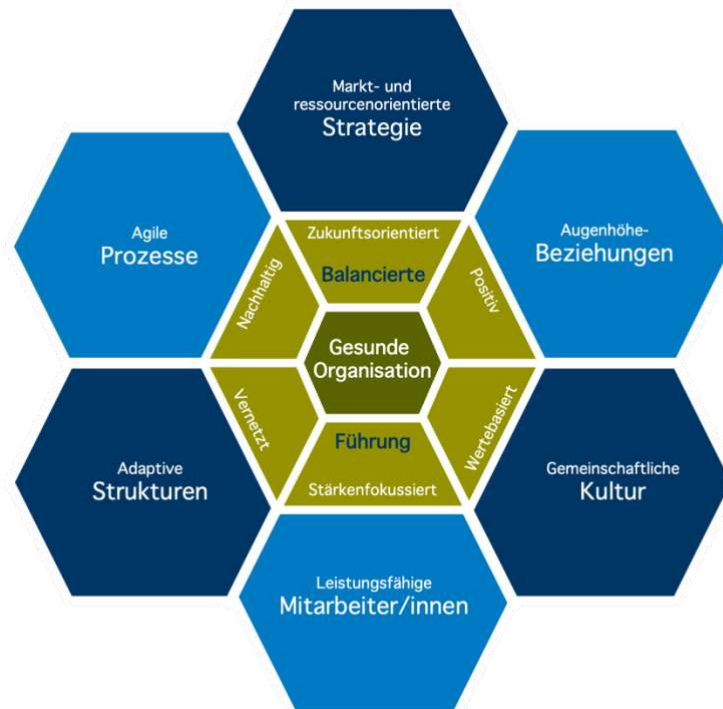 Markt- und
ressourcenorientierte
Strategie
Agile
Prozesse
Augenhöhe-
Beziehungen
Zukunftsorientiert
Balancierte
Nachhaltig
Positiv
Gesunde
Organisation
Vernetzt
Wertebasiert
Führung
Stärkenfokussiert
Adaptive
Strukturen
Gemeinschaftliche
Kultur
Leistungsfähige
Mitarbeiter/innen